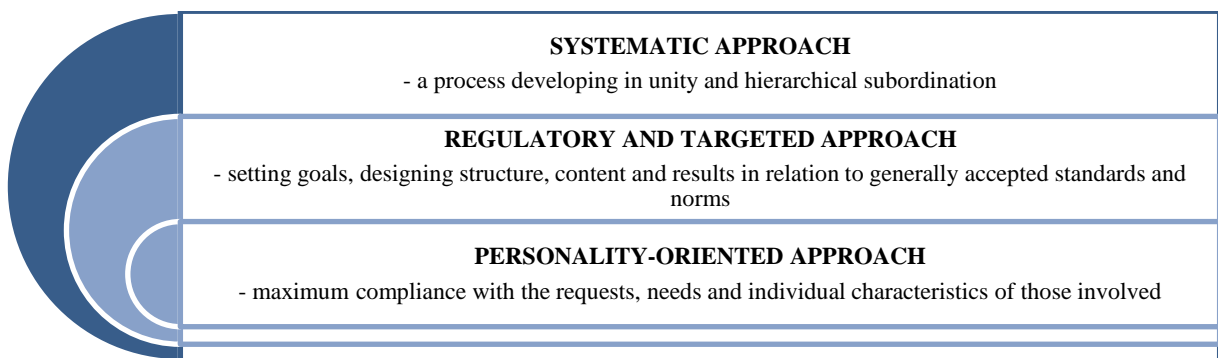 SYSTEMATIC APPROACH
- a process developing in unity and hierarchical subordination
REGULATORY AND TARGETED APPROACH
- setting goals, designing structure, content and results in relation to generally accepted standards and
norms
PERSONALITY-ORIENTED APPROACH
- maximum compliance with the requests, needs and individual characteristics of those involved